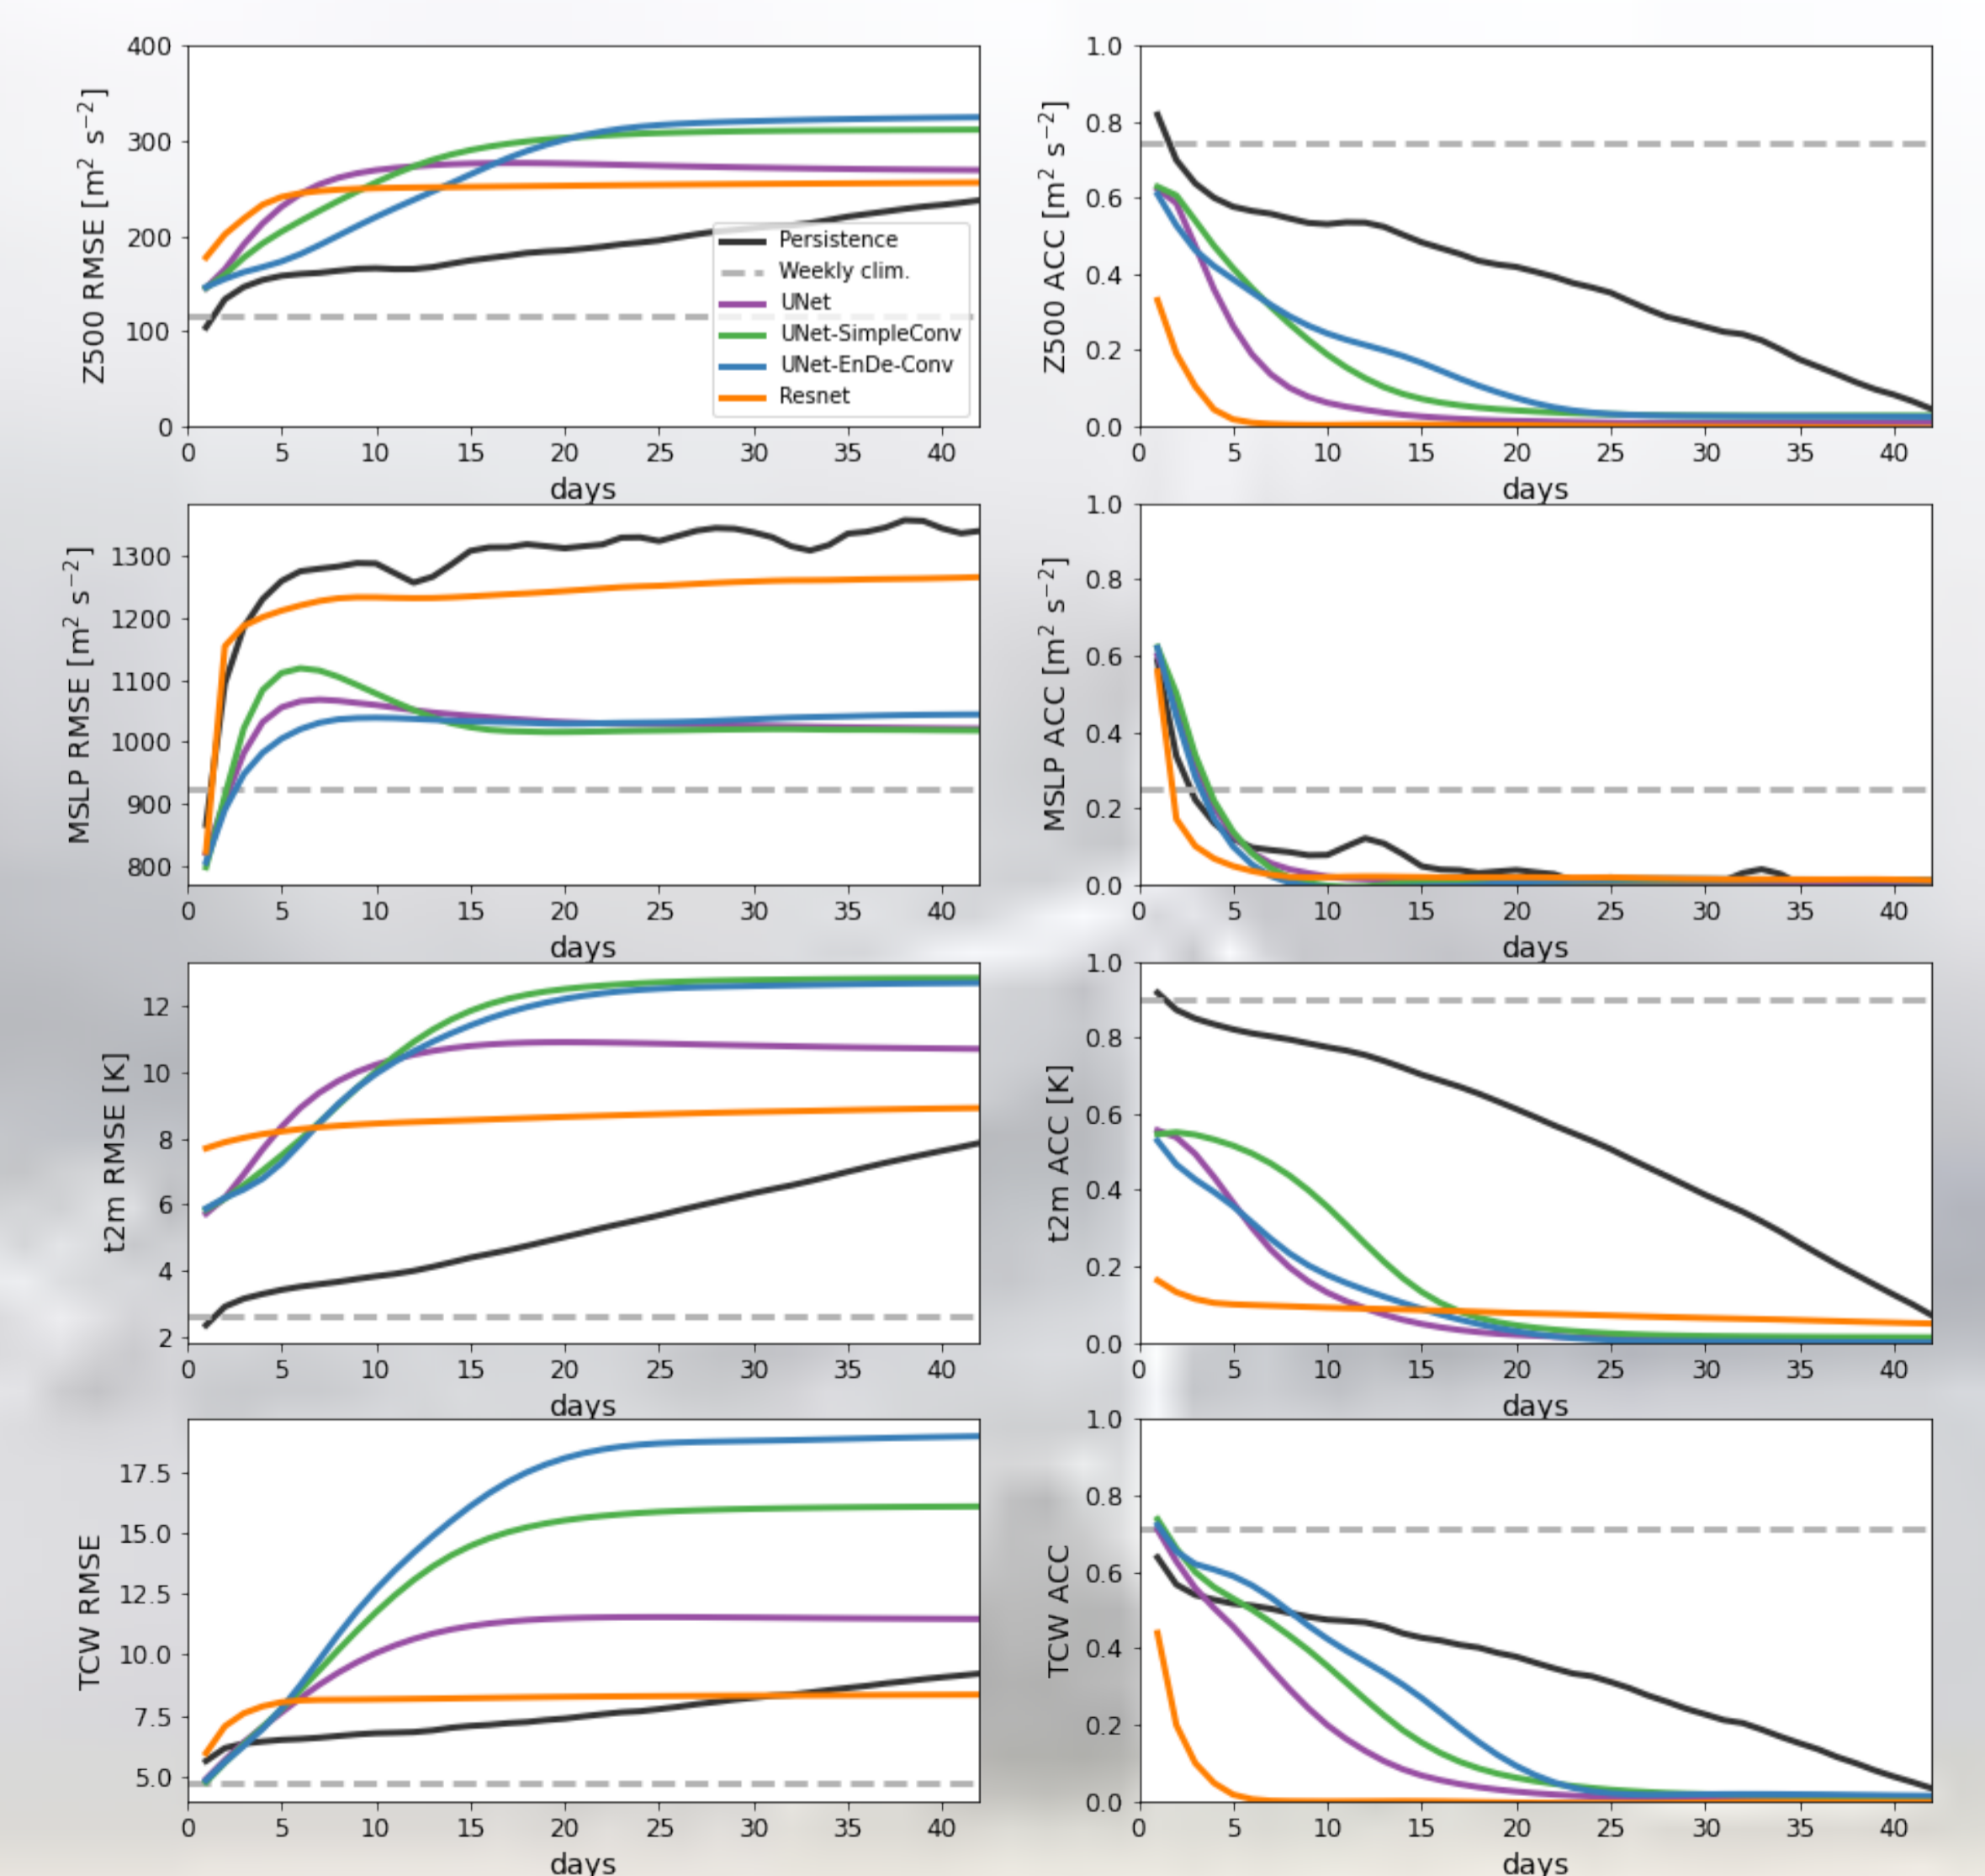 400
300
200
100
0
Z500 RMSE [m² s⁻²]
Persistence
Weekly clim.
UNet
UNet-SimpleConv
UNet-EnDe-Conv
Resnet
0 5 10 15 20 25 30 35 40
days
1.0
0.8
0.6
0.4
0.2
0.0
Z500 ACC [m² s⁻²]
0 5 10 15 20 25 30 35 40
days
1300
1200
1100
1000
900
800
MSLP RMSE [m² s⁻²]
0 5 10 15 20 25 30 35 40
days
1.0
0.8
0.6
0.4
0.2
0.0
MSLP ACC [m² s⁻²]
0 5 10 15 20 25 30 35 40
days
12
10
8
6
4
2
t2m RMSE [K]
0 5 10 15 20 25 30 35 40
days
1.0
0.8
0.6
0.4
0.2
0.0
t2m ACC [K]
0 5 10 15 20 25 30 35 40
days
17.5
15.0
12.5
10.0
7.5
5.0
TCW RMSE
0 5 10 15 20 25 30 35 40
days
1.0
0.8
0.6
0.4
0.2
0.0
TCW ACC
0 5 10 15 20 25 30 35 40
days